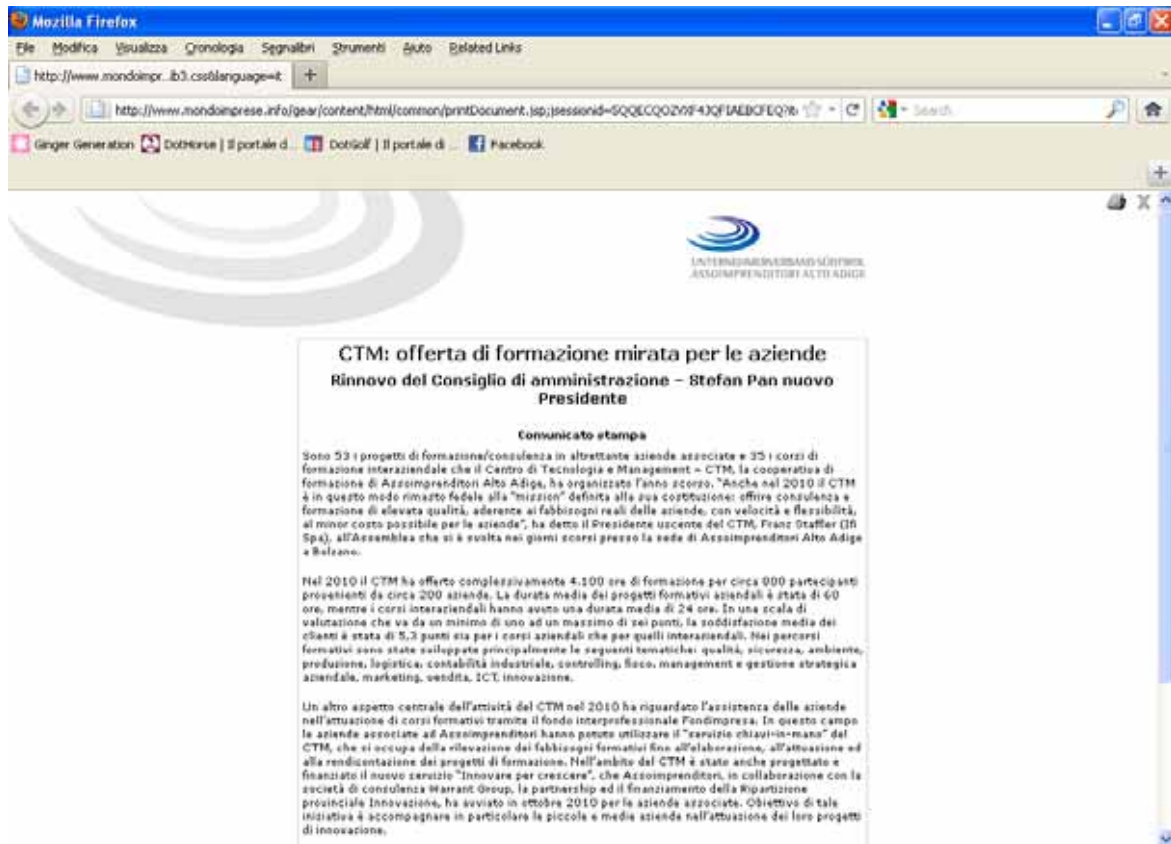 Mozilla Firefox
File Modifica Visualizza Cronologia Segnalibri Strumenti Aiuto Related Links
http://www.mondoimpr...ib3.css&language=it +
http://www.mondoimprese.info/gear/content/html/common/printDocument.jsp;jsessionid= Search
Ginger Generation DotHorse | Il portale d... DotGolf | Il portale di ... Facebook
UNTERNEHMERVERBAND SÜDTIROL
ASSOIMPRENDITORI ALTO ADIGE
CTM: offerta di formazione mirata per le aziende
Rinnovo del Consiglio di amministrazione – Stefan Pan nuovo
Presidente
Comunicato stampa
Sono 53 i progetti di formazione/consulenza in altrettante aziende associate e 35 i corsi di
formazione interaziendale che il Centro di Tecnologia e Management – CTM, la cooperativa di
formazione di Assoimprenditori Alto Adige, ha organizzato l'anno scorso. "Anche nel 2010 il CTM
è in questo modo rimasto fedele alla "mission" definita alla sua costituzione: offrire consulenza e
formazione di elevata qualità, aderente ai fabbisogni reali delle aziende, con velocità e flessibilità,
al minor costo possibile per le aziende", ha detto il Presidente uscente del CTM, Franz Staffler (Ifi
Spa), all'Assemblea che si è svolta nei giorni scorsi presso la sede di Assoimprenditori Alto Adige
a Bolzano.
Nel 2010 il CTM ha offerto complessivamente 4.100 ore di formazione per circa partecipanti
provenienti da circa 200 aziende. La durata media dei progetti formativi aziendali è stata di 60
ore, mentre i corsi interaziendali hanno avuto una durata media di 24 ore. In una scala di
valutazione che va da un minimo di uno ad un massimo di sei punti, la soddisfazione media dei
clienti è stata di 5,3 punti sia per i corsi aziendali che per quelli interaziendali. Nei percorsi
formativi sono state sviluppate principalmente le seguenti tematiche: qualità, sicurezza, ambiente,
produzione, logistica, contabilità industriale, controlling, fisco, management e gestione strategica
aziendale, marketing, vendita, ICT, innovazione.
Un altro aspetto centrale dell'attività del CTM nel 2010 ha riguardato l'assistenza delle aziende
nell'attuazione di corsi formativi tramite il fondo interprofessionale Fondimpresa. In questo campo
le aziende associate ad Assoimprenditori hanno potuto utilizzare il "servizio chiavi-in-mano" del
CTM, che si occupa della rilevazione dei fabbisogni formativi fino all'elaborazione, all'attuazione ed
alla rendicontazione dei progetti di formazione. Nell'ambito del CTM è stato anche progettato e
finanziato il nuovo servizio "Innovare per crescere", che Assoimprenditori, in collaborazione con la
società di consulenza Warrant Group, la partnership ed il finanziamento della Ripartizione
provinciale Innovazione, ha avviato in ottobre 2010 per le aziende associate. Obiettivo di tale
iniziativa è accompagnare in particolare le piccole e medie aziende nell'attuazione dei loro progetti
di innovazione.